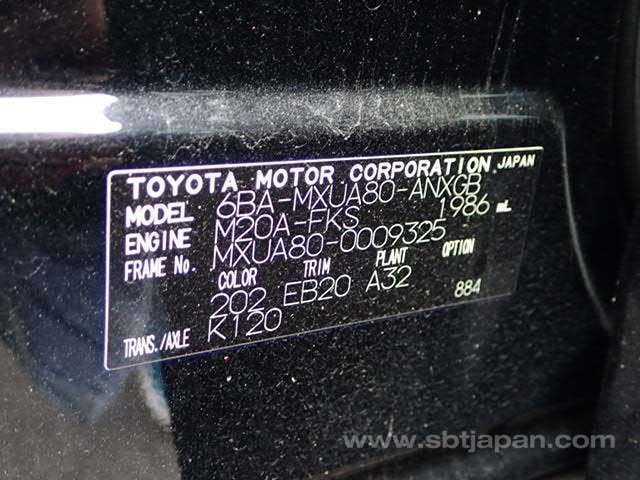 TOYOTA MOTOR CORPORATION, JAPAN
MODEL 6BA-MXUA80-ANXGB
ENGINE M20A-FKS 1986 mL
FRAME No. MXUA80-0009325
COLOR TRIM PLANT OPTION
202 EB20 A32 884
TRANS./AXLE K120
www.sbtjapan.com